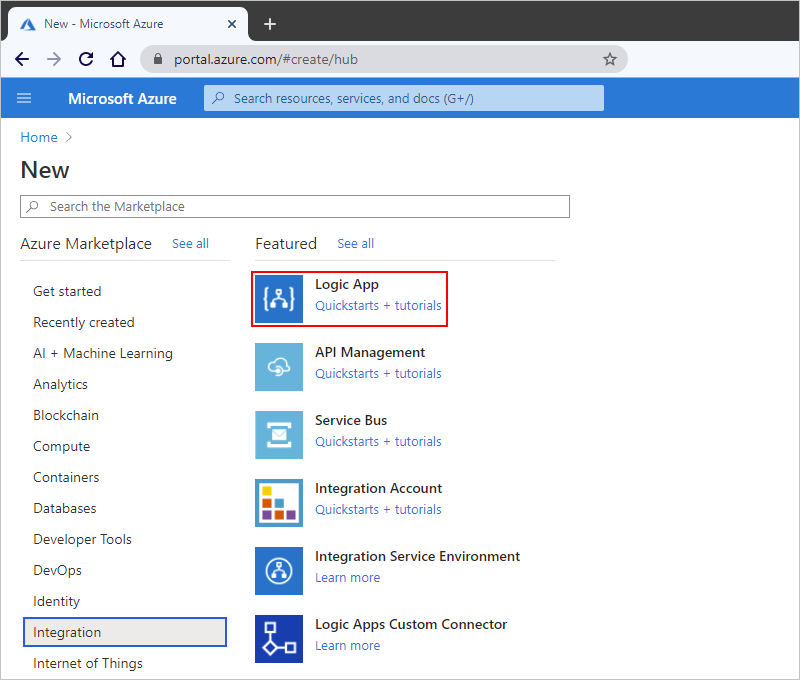 New - Microsoft Azure
portal.azure.com/#create/hub
Microsoft Azure
Search resources, services, and docs (G+/)
Home
New
Search the Marketplace
Azure Marketplace See all
Get started
Recently created
AI + Machine Learning
Analytics
Blockchain
Compute
Containers
Databases
Developer Tools
DevOps
Identity
Integration
Internet of Things
Featured See all
Logic App
Quickstarts + tutorials
API Management
Quickstarts + tutorials
Service Bus
Quickstarts + tutorials
Integration Account
Quickstarts + tutorials
Integration Service Environment
Learn more
Logic Apps Custom Connector
Learn more